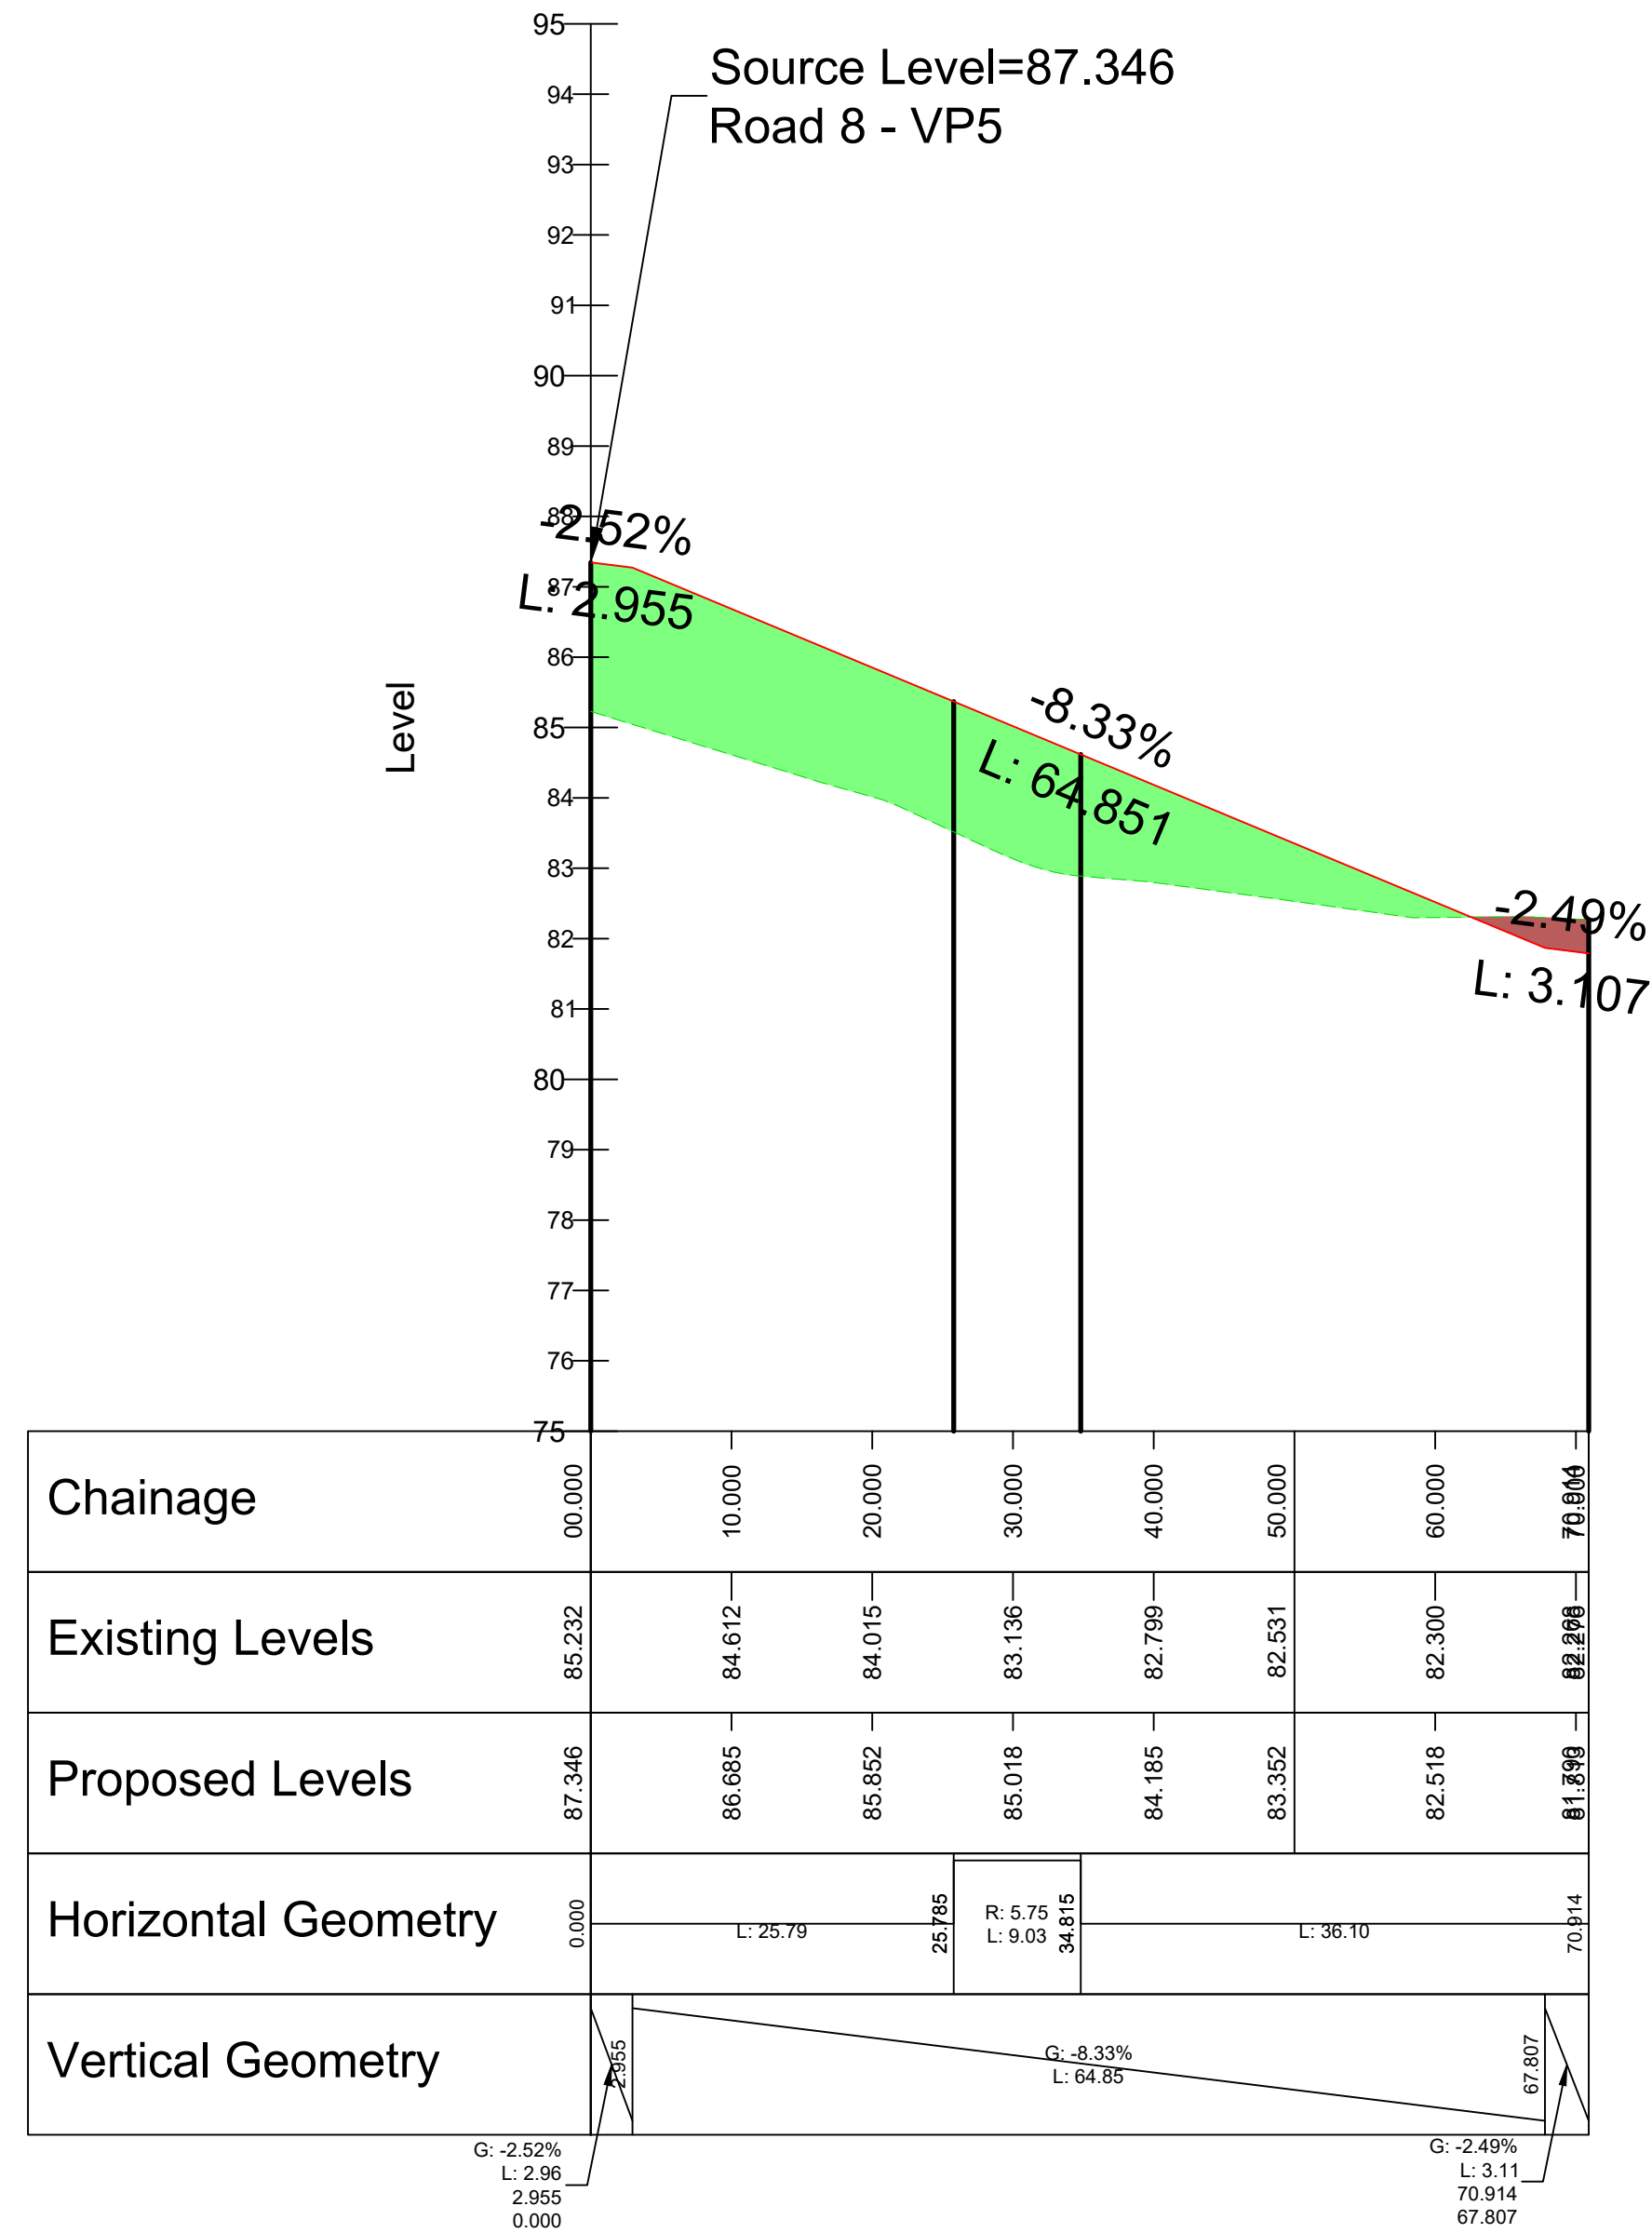 95
Source Level=87.346
94
Road 8 - VP5
93
92
91
90
89
88
-2.52%
87
L: 2.955
86
Level
-8.33%
85
L: 64.851
84
83
-2.49%
82
L: 3.107
81
80
79
78
77
76
75
Chainage
00.000 10.000 20.000 30.000 40.000 50.000 60.000 70.000 70.914
Existing Levels
85.232 84.612 84.015 83.136 82.799 82.531 82.300
Proposed Levels
87.346 86.685 85.852 85.018 84.185 83.352 82.518
Horizontal Geometry
0.000 L: 25.79 25.785 R: 5.75 34.815 L: 36.10 70.914
L: 9.03
Vertical Geometry
2.955 G: -8.33% 67.807
L: 64.85
G: -2.52%
L: 2.96
2.955
0.000
G: -2.49%
L: 3.11
70.914
67.807